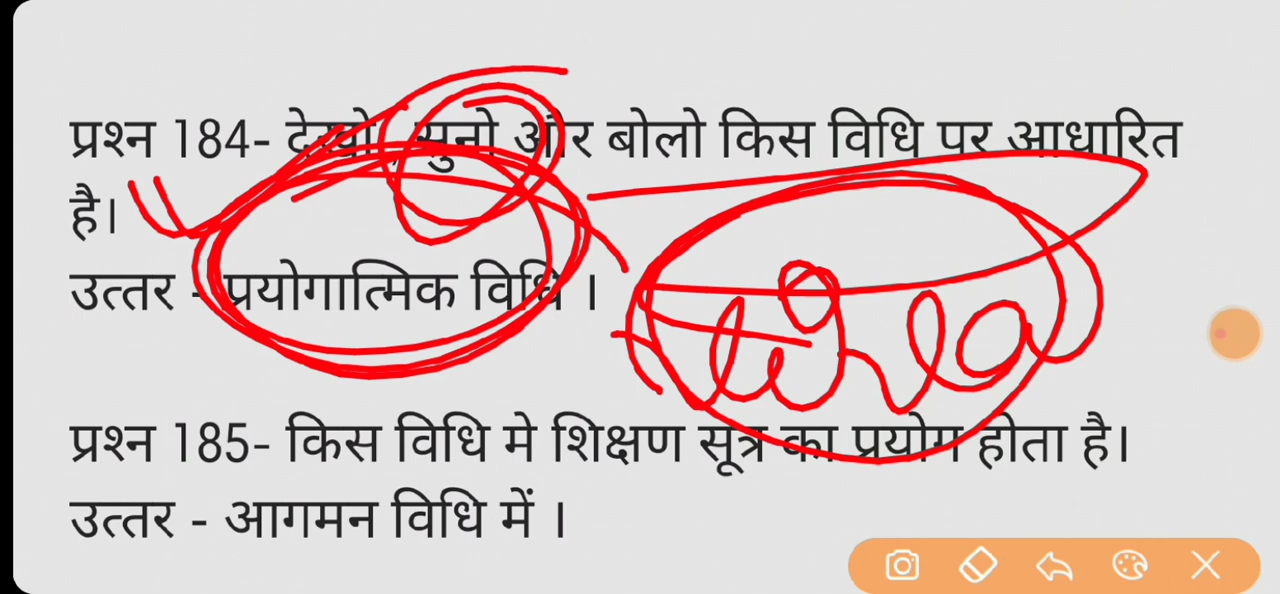 प्रश्न 184- देखो, सुनो और बोलो किस विधि पर आधारित
है।
उत्तर - प्रयोगात्मिक विधि ।
प्रश्न 185- किस विधि मे शिक्षण सूत्र का प्रयोग होता है।
उत्तर - आगमन विधि में ।